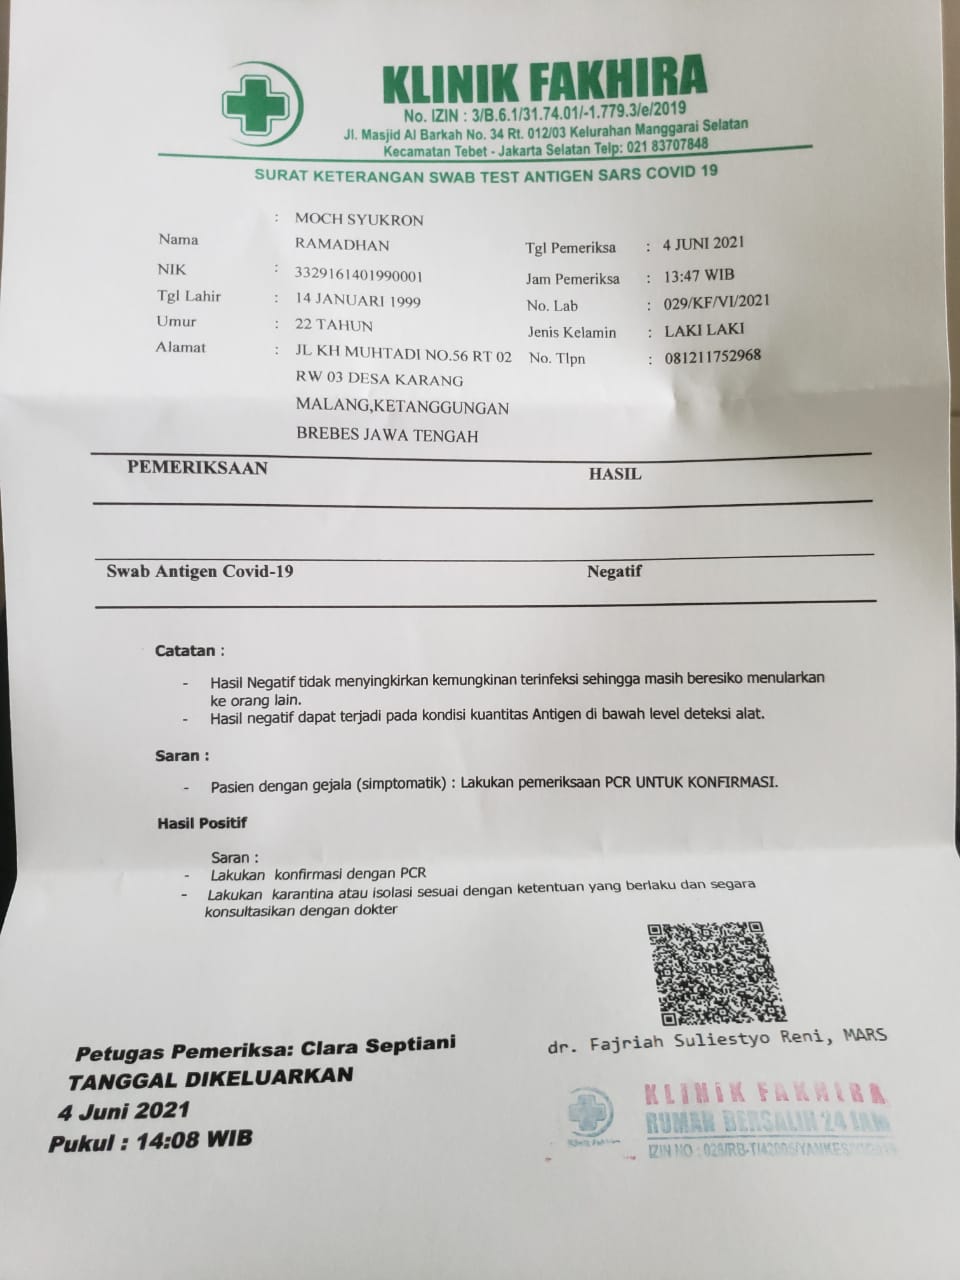 KLINIK FAKHIRA
No. IZIN : 3/B.6.1/31.74.01/-1.779.3/e/2019
Jl. Masjid Al Barkah No. 34 Rt. 012/03 Kelurahan Manggarai Selatan
Kecamatan Tebet - Jakarta Selatan Telp: 021 83707848
SURAT KETERANGAN SWAB TEST ANTIGEN SARS COVID 19
Nama : MOCH SYUKRON
RAMADHAN
NIK : 3329161401990001
Tgl Lahir : 14 JANUARI 1999
Umur : 22 TAHUN
Alamat : JL KH MUHTADI NO.56 RT 02
RW 03 DESA KARANG
MALANG,KETANGGUNGAN
BREBES JAWA TENGAH
Tgl Pemeriksa : 4 JUNI 2021
Jam Pemeriksa : 13:47 WIB
No. Lab : 029/KF/VI/2021
Jenis Kelamin : LAKI LAKI
No. Tlpn : 081211752968
PEMERIKSAAN HASIL
Swab Antigen Covid-19 Negatif
Catatan :
- Hasil Negatif tidak menyingkirkan kemungkinan terinfeksi sehingga masih beresiko menularkan
ke orang lain.
- Hasil negatif dapat terjadi pada kondisi kuantitas Antigen di bawah level deteksi alat.
Saran :
- Pasien dengan gejala (simptomatik) : Lakukan pemeriksaan PCR UNTUK KONFIRMASI.
Hasil Positif
Saran :
- Lakukan konfirmasi dengan PCR
- Lakukan karantina atau isolasi sesuai dengan ketentuan yang berlaku dan segara
konsultasikan dengan dokter
dr. Fajriah Suliestyo Reni, MARS
Petugas Pemeriksa: Clara Septiani
TANGGAL DIKELUARKAN
4 Juni 2021
Pukul : 14:08 WIB
KLINIK FAKHIRA
RUMAH BERSALIN 24 JAM
IZIN NO :